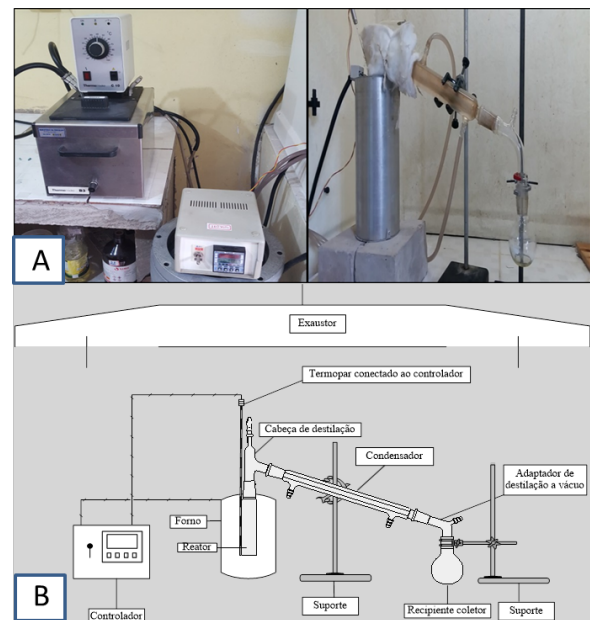 A
Exaustor
Termopar conectado ao controlador
Cabeça de destilação
Condensador
Adaptador de
destilação a vácuo
Forno
Reator
B
Controlador
Suporte
Recipiente coletor
Suporte